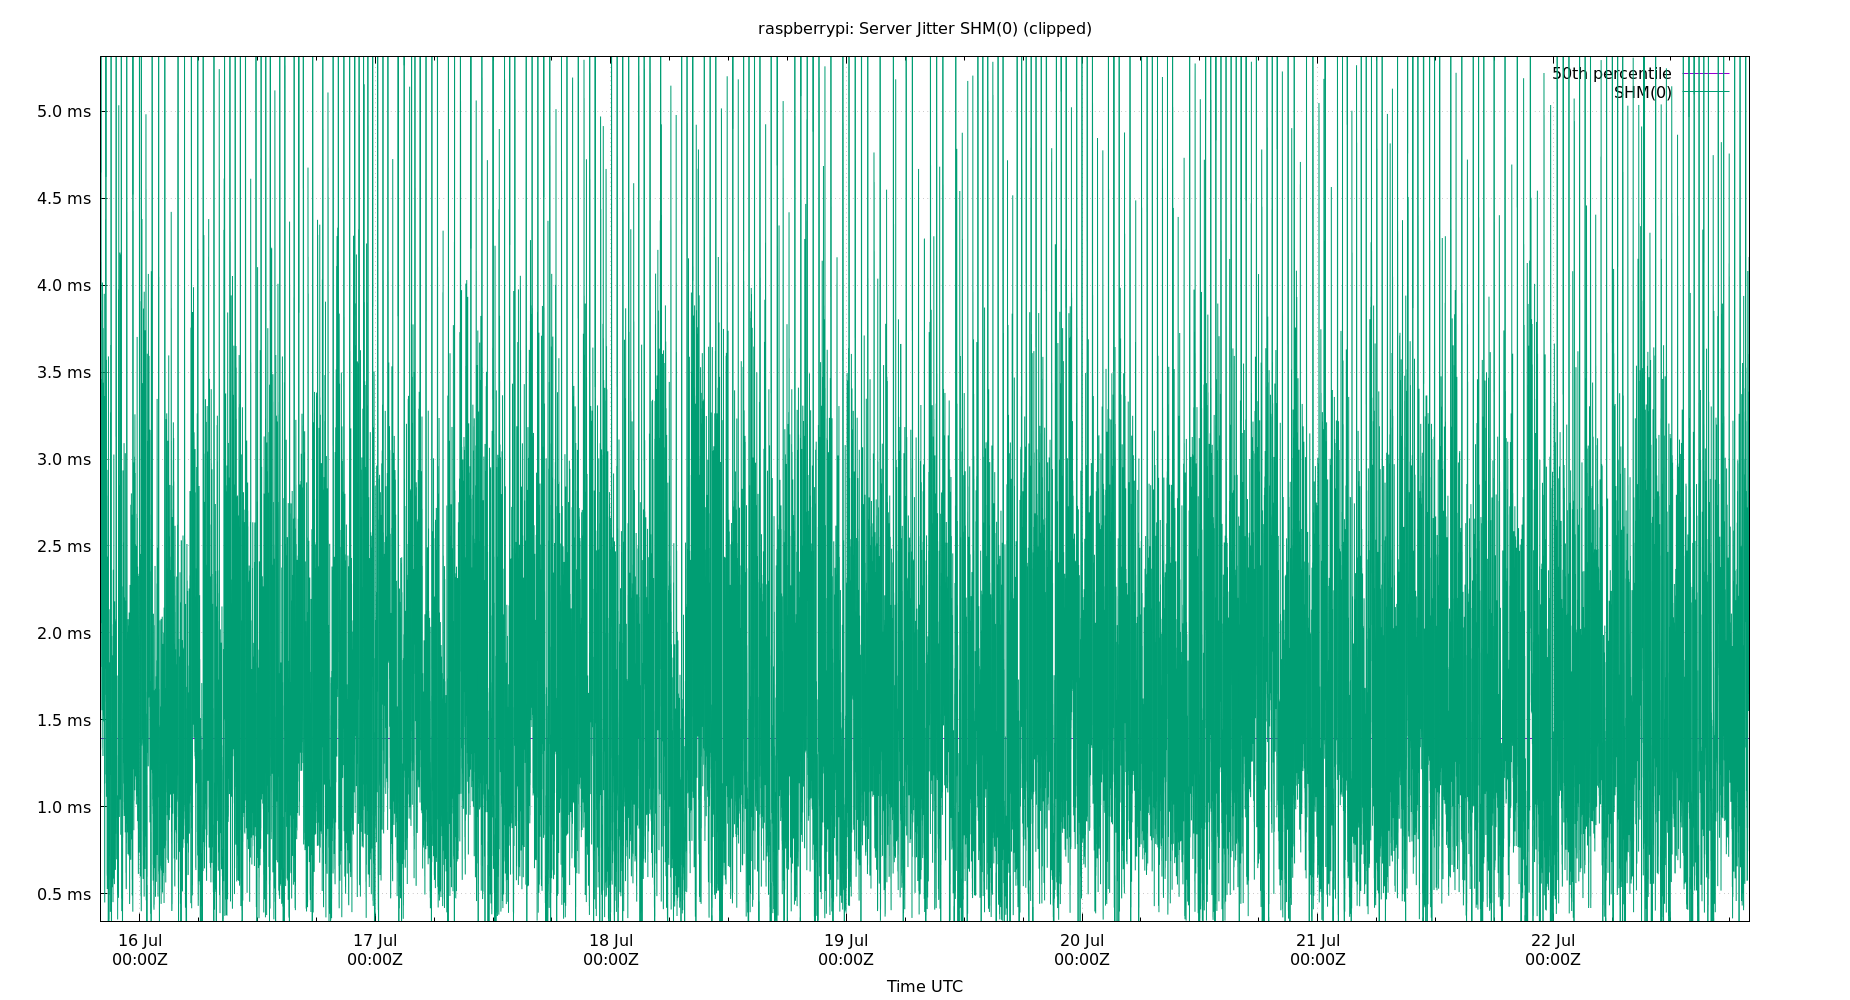 raspberrypi: Server Jitter SHM(0) (clipped)
50th percentile
SHM(0)
5.0 ms
4.5 ms
4.0 ms
3.5 ms
3.0 ms
2.5 ms
2.0 ms
1.5 ms
1.0 ms
0.5 ms
16 Jul 17 Jul 18 Jul 19 Jul 20 Jul 21 Jul 22 Jul
00:00Z 00:00Z 00:00Z 00:00Z 00:00Z 00:00Z 00:00Z
Time UTC